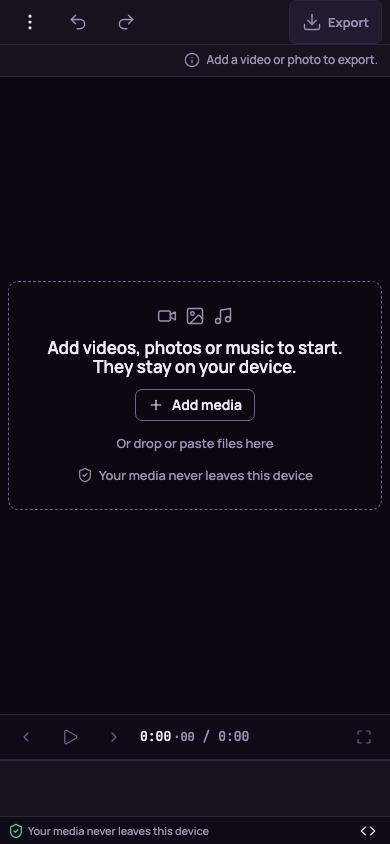 Export
Add a video or photo to export.
Add videos, photos or music to start.
They stay on your device.
Add media
Or drop or paste files here
Your media never leaves this device
0:00·00 / 0:00
Your media never leaves this device